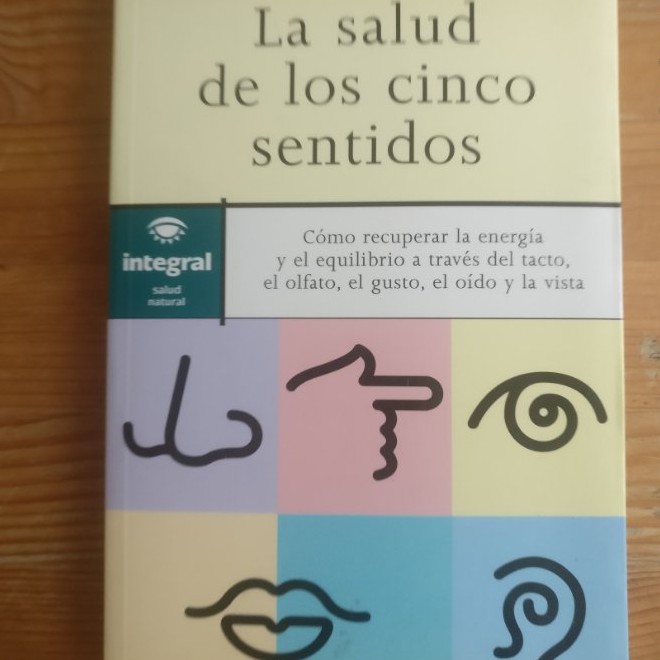 La salud
de los cinco
sentidos
integral
salud
natural
Cómo recuperar la energía
y el equilibrio a través del tacto,
el olfato, el gusto, el oído y la vista